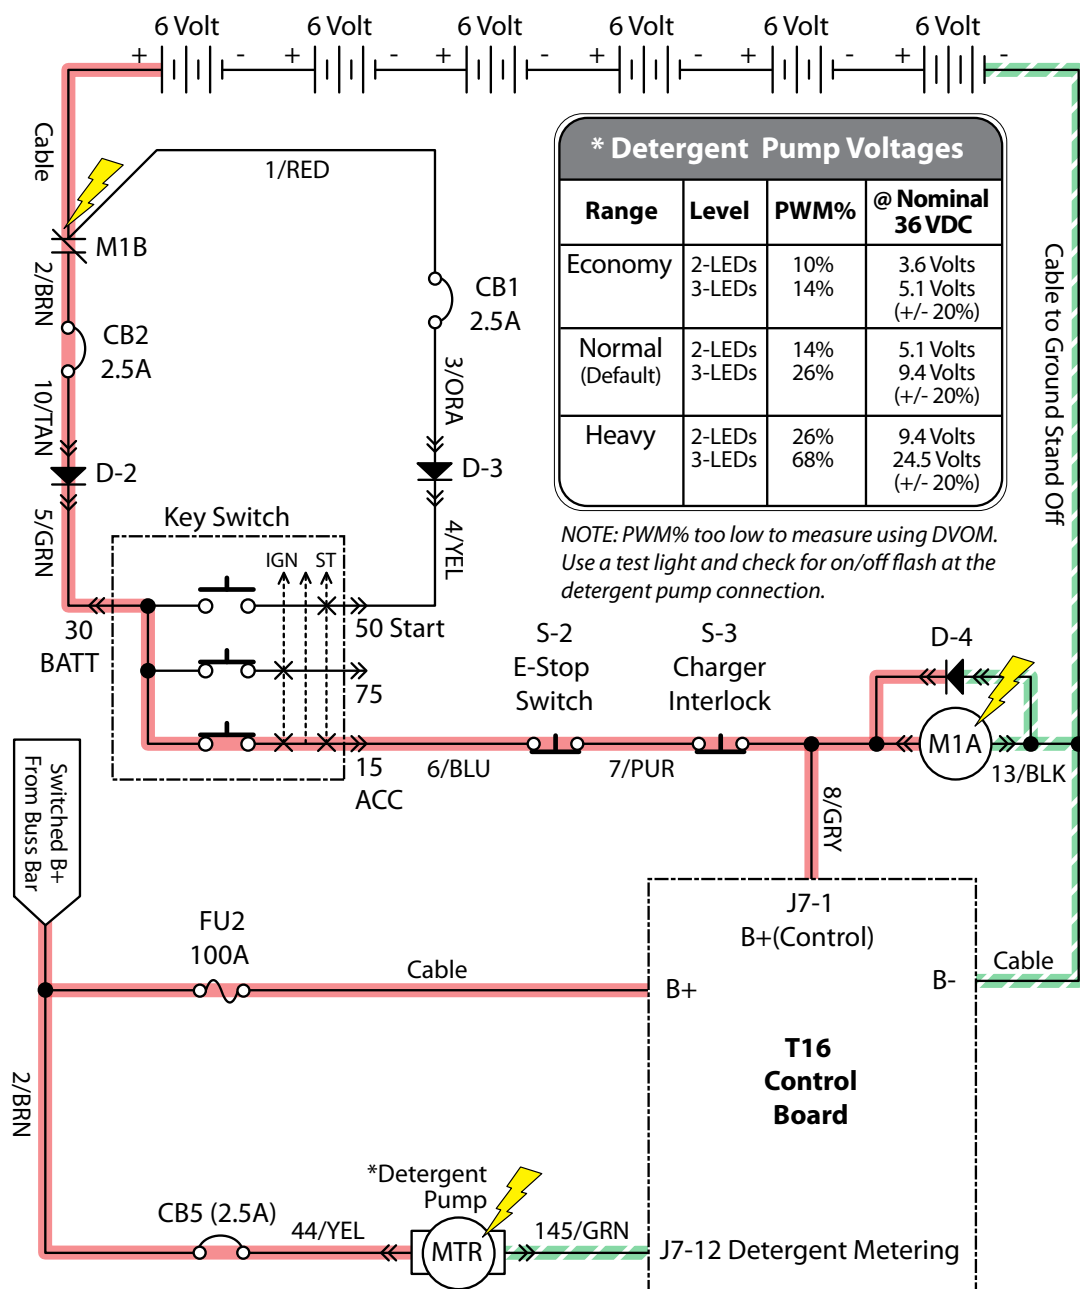 6 Volt 6 Volt 6 Volt 6 Volt 6 Volt 6 Volt
+ - + - + - + - + - + -
Cable
1/RED
M1B
2/BRN
CB2
2.5A
10/TAN
D-2
5/GRN
CB1
2.5A
3/ORA
D-3
4/YEL
* Detergent Pump Voltages
Range Level PWM% @ Nominal
36 VDC
Economy 2-LEDs 10% 3.6 Volts
3-LEDs 14% 5.1 Volts
(+/- 20%)
Normal 2-LEDs 14% 5.1 Volts
(Default) 3-LEDs 26% 9.4 Volts
(+/- 20%)
Heavy 2-LEDs 26% 9.4 Volts
3-LEDs 68% 24.5 Volts
(+/- 20%)
NOTE: PWM% too low to measure using DVOM.
Use a test light and check for on/off flash at the
detergent pump connection.
Cable to Ground Stand Off
Key Switch
IGN ST
30
BATT
50 Start
75
15
ACC
6/BLU
S-2
E-Stop
Switch
7/PUR
S-3
Charger
Interlock
D-4
M1A
13/BLK
8/GRY
Switched B+
From Buss Bar
FU2
100A
Cable
J7-1
B+(Control)
B+
B-
Cable
T16
Control
Board
2/BRN
CB5 (2.5A)
44/YEL
*Detergent
Pump
MTR
145/GRN
J7-12 Detergent Metering